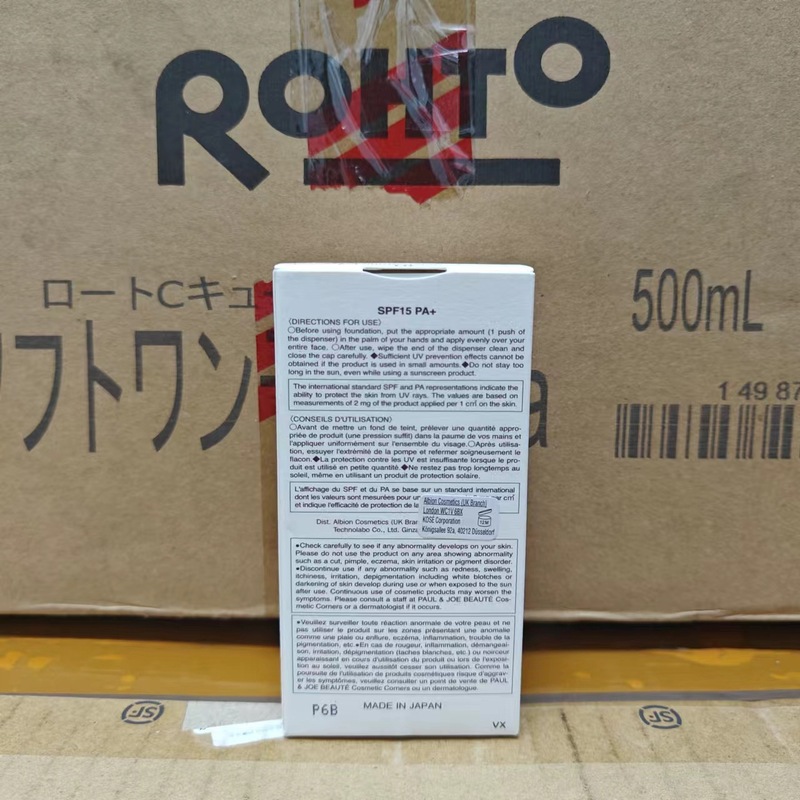 ROHTO
ロートCキュ
フトワン
500mL
a
1 49 87
SPF15 PA+
〈DIRECTIONS FOR USE〉
○Before using foundation, put the appropriate amount (1 push of
the dispenser) in the palm of your hands and apply evenly over your
entire face. ○After use, wipe the end of the dispenser clean and
close the cap carefully. ◆Sufficient UV prevention effects cannot be
obtained if the product is used in small amounts.◆Do not stay too
long in the sun, even while using a sunscreen product.
The international standard SPF and PA representations indicate the
ability to protect the skin from UV rays. The values are based on
measurements of 2 mg of the product applied per 1 cm² on the skin.
〈CONSEILS D'UTILISATION〉
○Avant de mettre un fond de teint, prélever une quantité appro-
priée de produit (une pression suffit) dans la paume de vos mains et
l'appliquer uniformément sur l'ensemble du visage.○Après utilisa-
tion, essuyer l'extrémité de la pompe et refermer soigneusement le
flacon.◆La protection contre les UV est insuffisante lorsque le pro-
duit est utilisé en petite quantité.◆Ne restez pas trop longtemps au
soleil, même en utilisant un produit de protection solaire.
L'affichage du SPF et du PA se base sur un standard international
dont les valeurs sont mesurées pour un cm²
et indique l'efficacité de protection de la
Dist. Albion Cosmetics (UK Bran
Technolabo Co., Ltd. Ginza
Albion Cosmetics (UK Branch)
London WC1V 6BX
KOSE Corporation
Königsallee 92a, 40212 Düsseldorf
12M
●Check carefully to see if any abnormality develops on your skin.
Please do not use the product on any area showing abnormality
such as a cut, pimple, eczema, skin irritation or pigment disorder.
●Discontinue use if any abnormality such as redness, swelling,
itchiness, irritation, depigmentation including white blotches or
darkening of skin develop during use or when exposed to the sun
after use. Continuous use of cosmetic products may worsen the
symptoms. Please consult a staff at PAUL & JOE BEAUTÉ Cos-
metic Corners or a dermatologist if it occurs.
●Veuillez surveiller toute réaction anormale de votre peau et ne
pas utiliser le produit sur les zones présentant une anomalie
comme une plaie ou enflure, eczéma, inflammation, trouble de la
pigmentation, etc.●En cas de rougeur, inflammation, démangeai-
son, irritation, dépigmentation (taches blanches, etc.) ou noirceur
apparaissant en cours d'utilisation du produit ou lors de l'exposi-
tion au soleil, veuillez aussitôt cesser son utilisation. Comme la
poursuite de l'utilisation de produits cosmétiques risque d'aggrav-
er les symptômes, veuillez consulter un point de vente de PAUL
& JOE BEAUTÉ Cosmetic Corners ou un dermatologue.
P6B
MADE IN JAPAN
VX
SF
SF